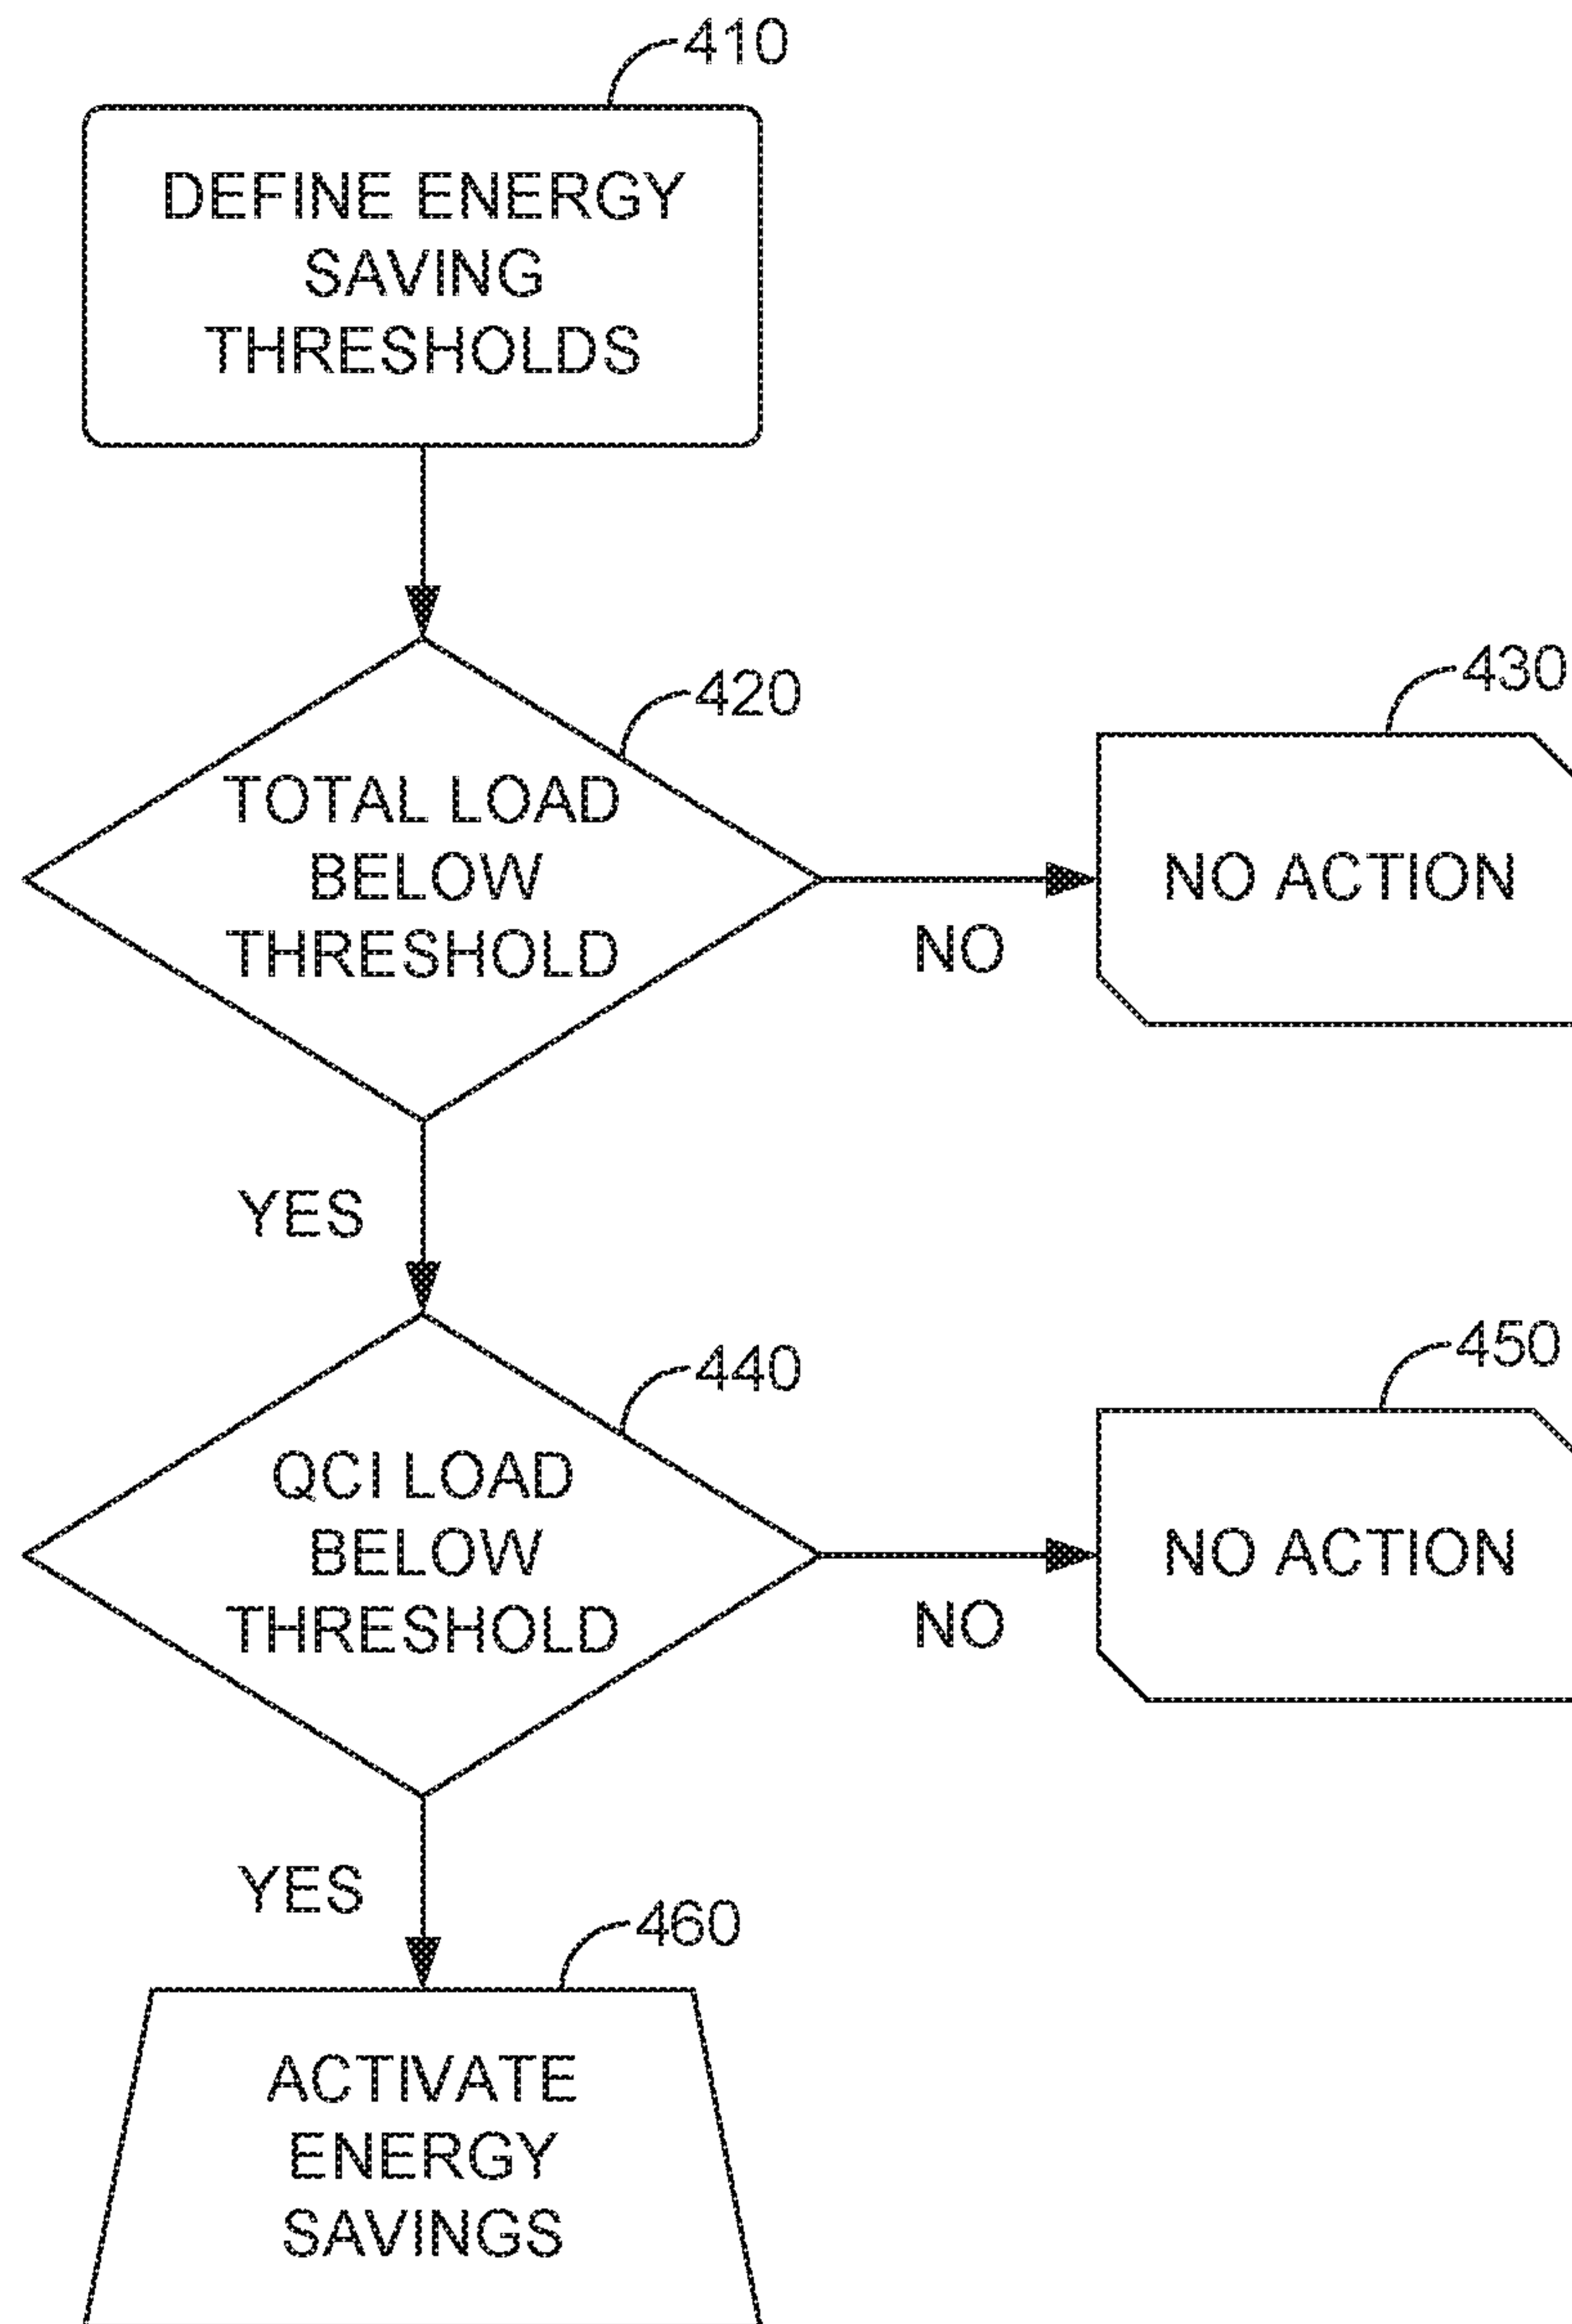 410
DEFINE ENERGY
SAVING
THRESHOLDS
420
TOTAL LOAD
BELOW
THRESHOLD
NO
430
NO ACTION
YES
440
QCI LOAD
BELOW
THRESHOLD
NO
450
NO ACTION
YES
460
ACTIVATE
ENERGY
SAVINGS